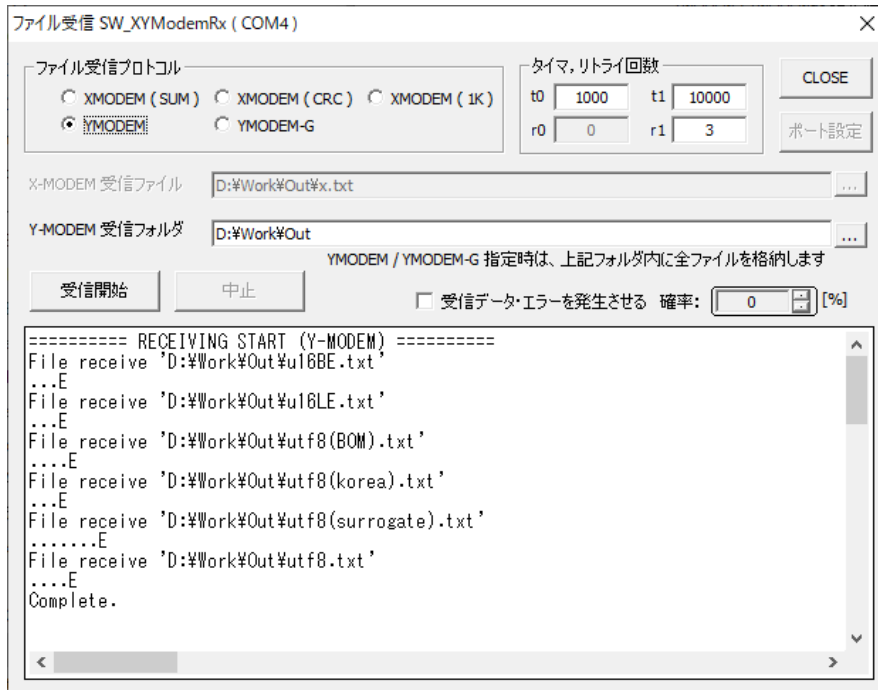 ファイル受信 SW_XYModemRx ( COM4 )
ファイル受信プロトコル
XMODEM ( SUM ) XMODEM ( CRC ) XMODEM ( 1K )
YMODEM YMODEM-G
タイマ,リトライ回数
t0 1000 t1 10000
r0 0 r1 3
CLOSE
ポート設定
X-MODEM 受信ファイル D:¥Work¥Out¥x.txt ...
Y-MODEM 受信フォルダ D:¥Work¥Out ...
YMODEM / YMODEM-G 指定時は、上記フォルダ内に全ファイルを格納します
受信開始 中止 受信データ・エラーを発生させる 確率: 0 [%]
========== RECEIVING START (Y-MODEM) ==========
File receive 'D:¥Work¥Out¥u16BE.txt'
...E
File receive 'D:¥Work¥Out¥u16LE.txt'
...E
File receive 'D:¥Work¥Out¥utf8(BOM).txt'
....E
File receive 'D:¥Work¥Out¥utf8(korea).txt'
...E
File receive 'D:¥Work¥Out¥utf8(surrogate).txt'
.......E
File receive 'D:¥Work¥Out¥utf8.txt'
....E
Complete.